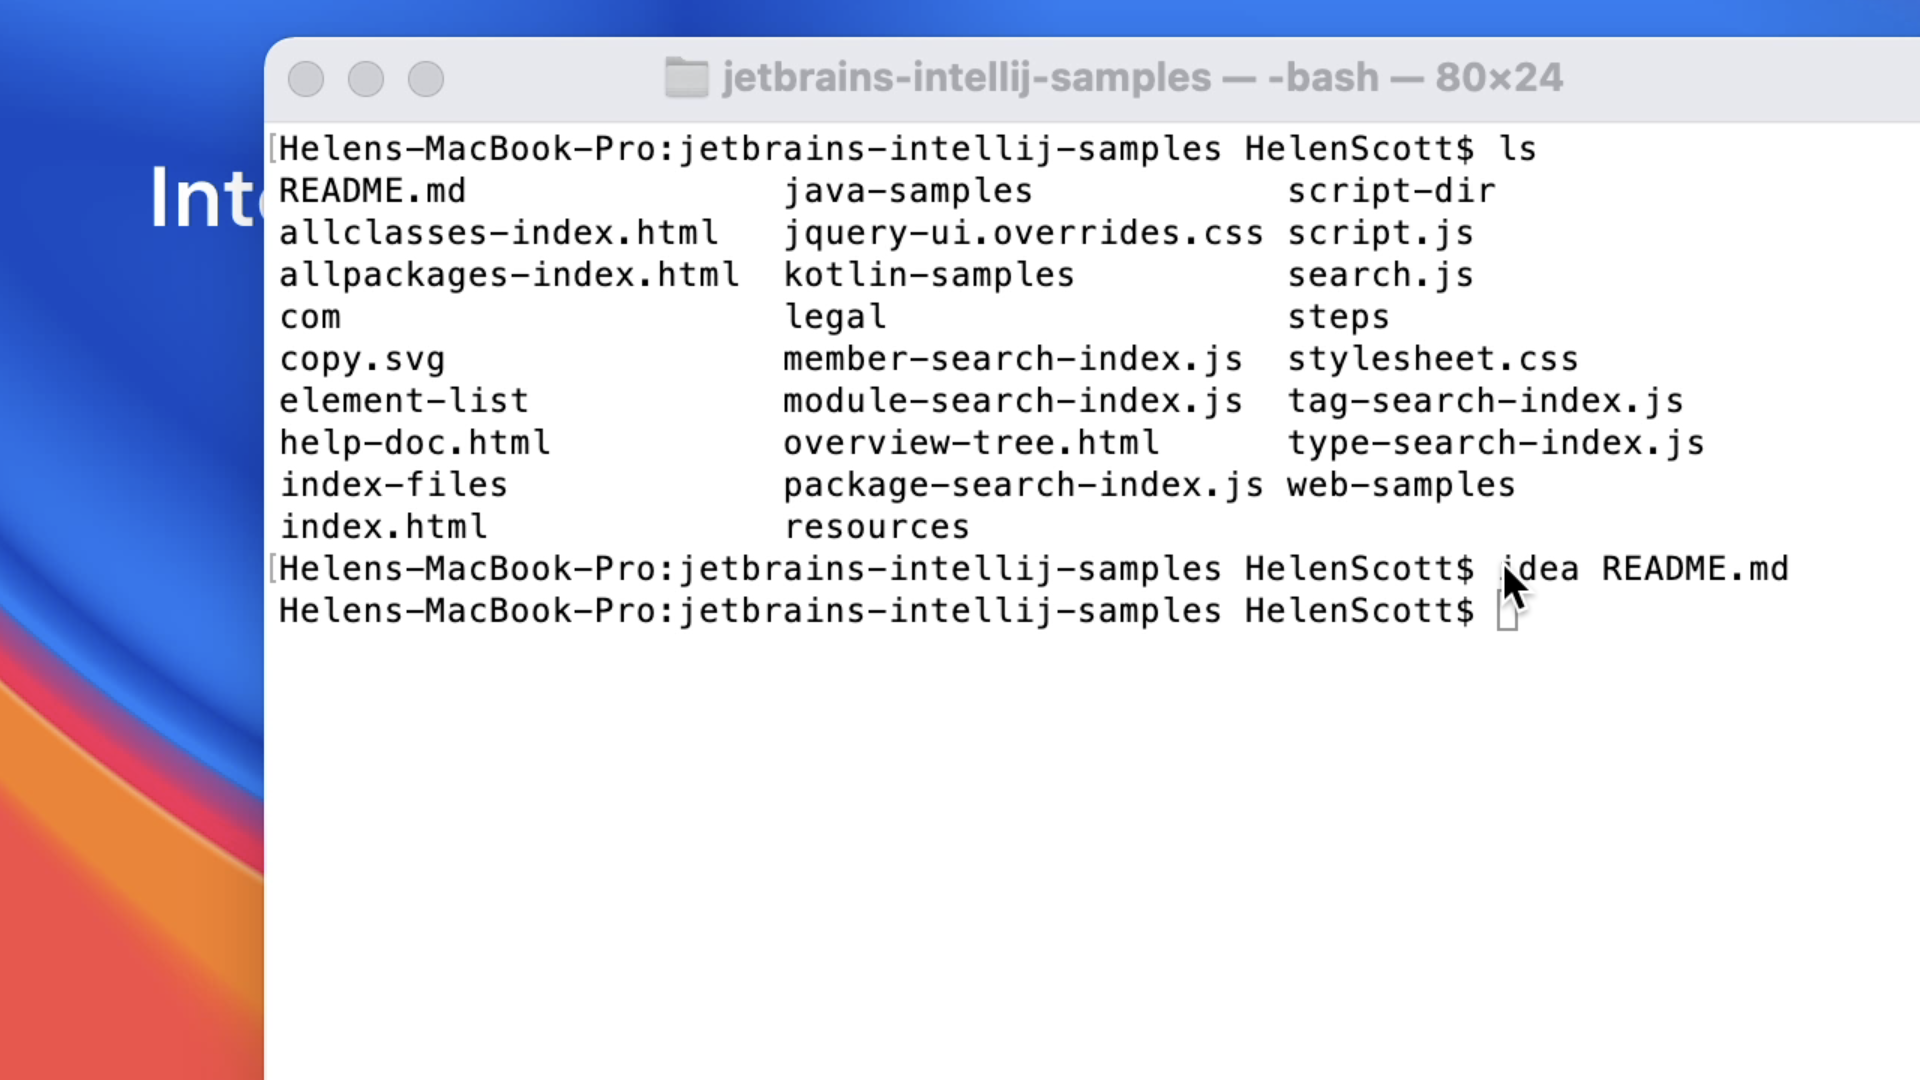 jetbrains-intellij-samples — -bash — 80×24
Helens-MacBook-Pro:jetbrains-intellij-samples HelenScott$ ls
README.md java-samples script-dir
allclasses-index.html jquery-ui.overrides.css script.js
allpackages-index.html kotlin-samples search.js
com legal steps
copy.svg member-search-index.js stylesheet.css
element-list module-search-index.js tag-search-index.js
help-doc.html overview-tree.html type-search-index.js
index-files package-search-index.js web-samples
index.html resources
Helens-MacBook-Pro:jetbrains-intellij-samples HelenScott$ idea README.md
Helens-MacBook-Pro:jetbrains-intellij-samples HelenScott$